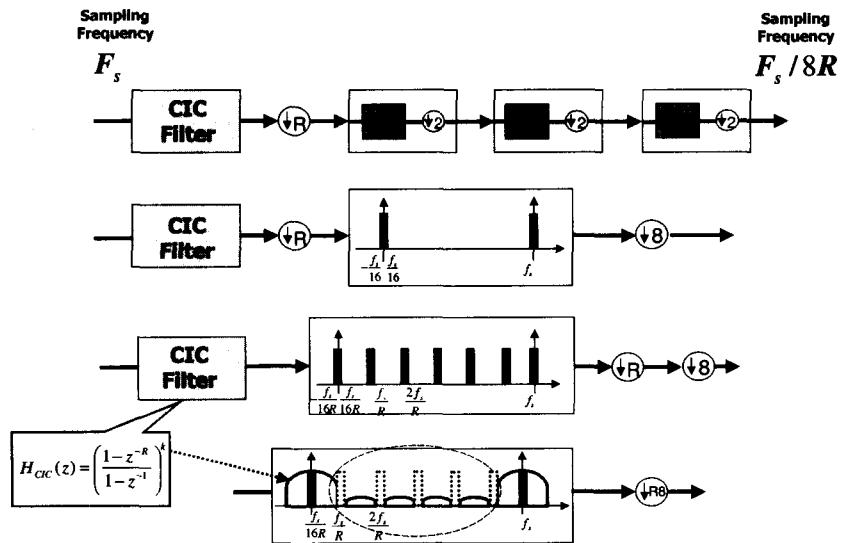 Sampling
Frequency
F_s
Sampling
Frequency
F_s / 8R
CIC
Filter
↓R
↓2
↓2
↓2
CIC
Filter
↓R
-f_s/16 f_s/16
f_s
↓8
CIC
Filter
-f_s/16R f_s/16R f_s/R 2f_s/R
f_s
↓R
↓8
H_CIC(z) = ((1 - z^-R)/(1 - z^-1))^k
f_s/16R f_s/R 2f_s/R
f_s
↓R8